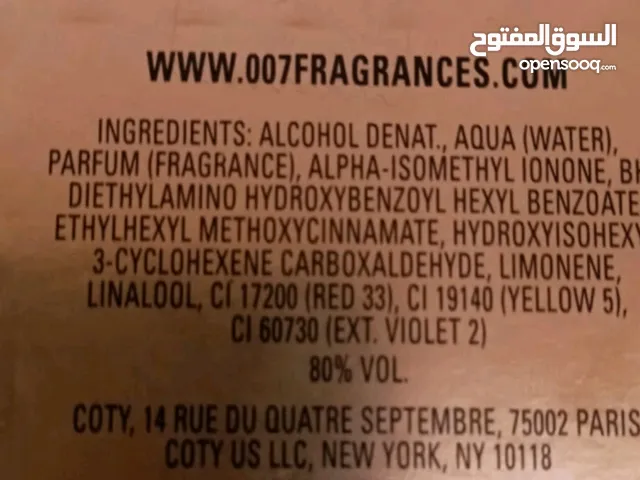 السوق المفتوح
opensooq.com
WWW.007FRAGRANCES.COM
INGREDIENTS: ALCOHOL DENAT., AQUA (WATER),
PARFUM (FRAGRANCE), ALPHA-ISOMETHYL IONONE,
DIETHYLAMINO HYDROXYBENZOYL HEXYL BENZOATE
ETHYLHEXYL METHOXYCINNAMATE,
3-CYCLOHEXENE CARBOXALDEHYDE, LIMONENE,
LINALOOL, CI 17200 (RED 33), CI 19140 (YELLOW 5),
CI 60730 (EXT. VIOLET 2)
80% VOL.
COTY, 14 RUE DU QUATRE SEPTEMBRE, 75002 PARIS
COTY US LLC, NEW YORK, NY 10118